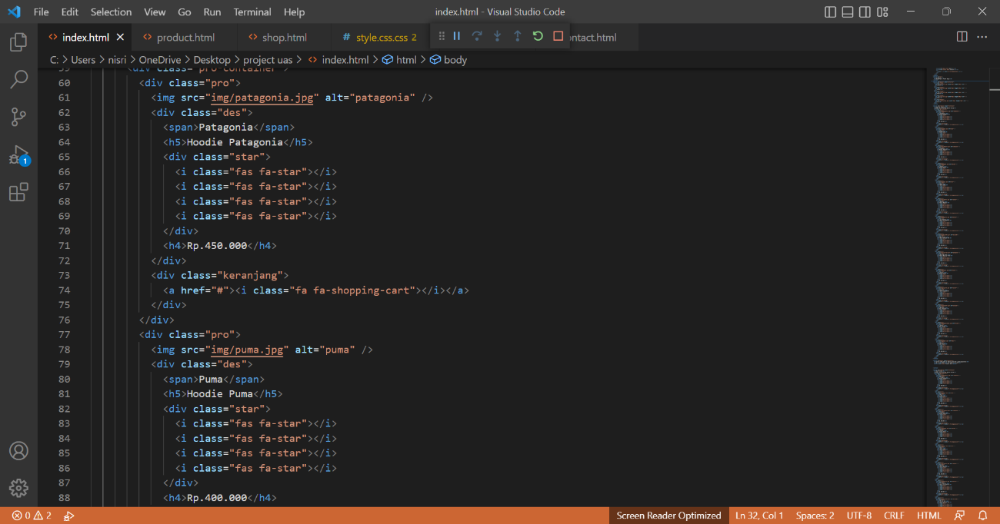 File Edit Selection View Go Run Terminal Help index.html - Visual Studio Code
index.html product.html shop.html # style.css.css 2 ontact.html
C: > Users > nisri > OneDrive > Desktop > project uas > index.html > html > body
59 <div class="pro-container">
60 <div class="pro">
61 <img src="img/patagonia.jpg" alt="patagonia" />
62 <div class="des">
63 <span>Patagonia</span>
64 <h5>Hoodie Patagonia</h5>
65 <div class="star">
66 <i class="fas fa-star"></i>
67 <i class="fas fa-star"></i>
68 <i class="fas fa-star"></i>
69 <i class="fas fa-star"></i>
70 </div>
71 <h4>Rp.450.000</h4>
72 </div>
73 <div class="keranjang">
74 <a href="#"><i class="fa fa-shopping-cart"></i></a>
75 </div>
76 </div>
77 <div class="pro">
78 <img src="img/puma.jpg" alt="puma" />
79 <div class="des">
80 <span>Puma</span>
81 <h5>Hoodie Puma</h5>
82 <div class="star">
83 <i class="fas fa-star"></i>
84 <i class="fas fa-star"></i>
85 <i class="fas fa-star"></i>
86 <i class="fas fa-star"></i>
87 </div>
88 <h4>Rp.400.000</h4>
1
0 2 Screen Reader Optimized Ln 32, Col 1 Spaces: 2 UTF-8 CRLF HTML